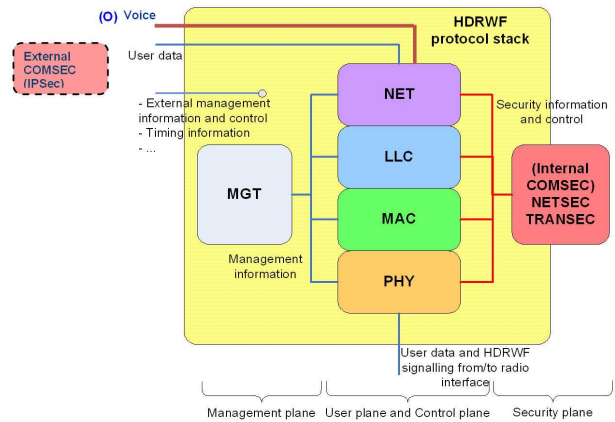 (O) Voice
HDRWF
protocol stack
External
COMSEC
(IPSec)
User data
NET
- External management
information and control
- Timing information
- ...
Security information
and control
LLC
MGT
(Internal
COMSEC)
NETSEC
TRANSEC
MAC
Management
information
PHY
User data and HDRWF
signalling from/to radio
interface
Management plane
User plane and Control plane
Security plane